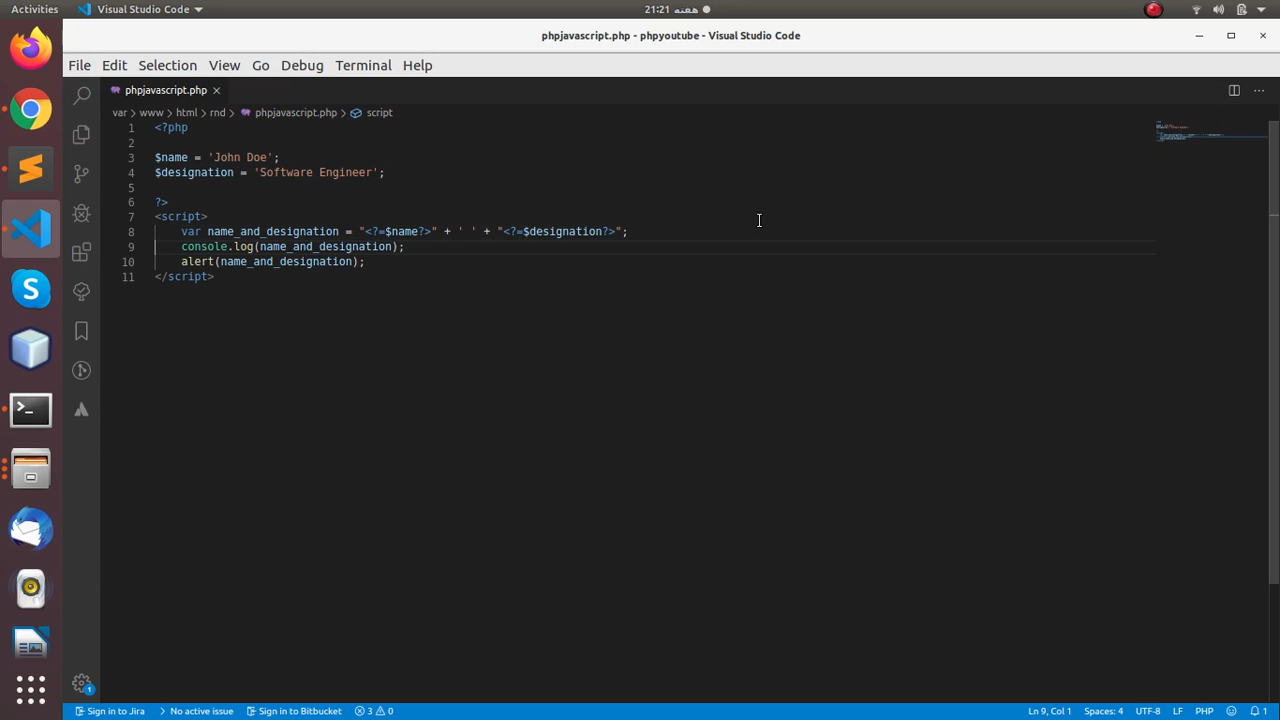 Activities Visual Studio Code 21:21 هفته
phpjavascript.php - phpyoutube - Visual Studio Code
File Edit Selection View Go Debug Terminal Help
phpjavascript.php
var > www > html > rnd > phpjavascript.php > script
1 <?php
2
3 $name = 'John Doe';
4 $designation = 'Software Engineer';
5
6 ?>
7 <script>
8 var name_and_designation = "<?=$name?>" + ' ' + "<?=$designation?>";
9 console.log(name_and_designation);
10 alert(name_and_designation);
11 </script>
1
Sign in to Jira No active issue Sign in to Bitbucket 3 0 Ln 9, Col 1 Spaces: 4 UTF-8 LF PHP 1